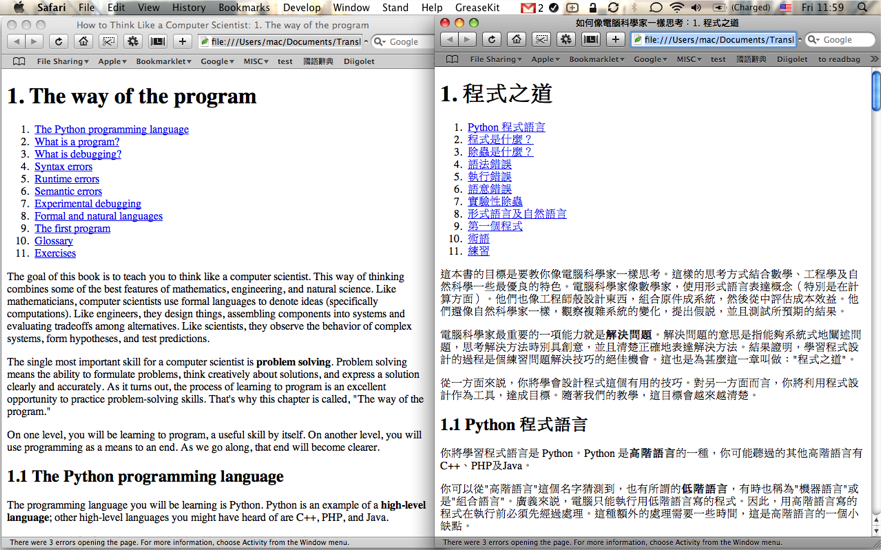 Safari File Edit View History Bookmarks Develop Window Stand Help GreaseKit 2 (Charged) Fri 11:59
How to Think Like a Computer Scientist: 1. The way of the program
file:///Users/mac/Documents/Transl
Google
File Sharing Apple Bookmarklet Google MISC test 國語辭典 Diigolet
1. The way of the program
1. The Python programming language
2. What is a program?
3. What is debugging?
4. Syntax errors
5. Runtime errors
6. Semantic errors
7. Experimental debugging
8. Formal and natural languages
9. The first program
10. Glossary
11. Exercises
The goal of this book is to teach you to think like a computer scientist. This way of thinking
combines some of the best features of mathematics, engineering, and natural science. Like
mathematicians, computer scientists use formal languages to denote ideas (specifically
computations). Like engineers, they design things, assembling components into systems and
evaluating tradeoffs among alternatives. Like scientists, they observe the behavior of complex
systems, form hypotheses, and test predictions.
The single most important skill for a computer scientist is problem solving. Problem solving
means the ability to formulate problems, think creatively about solutions, and express a solution
clearly and accurately. As it turns out, the process of learning to program is an excellent
opportunity to practice problem-solving skills. That's why this chapter is called, "The way of the
program."
On one level, you will be learning to program, a useful skill by itself. On another level, you will
use programming as a means to an end. As we go along, that end will become clearer.
1.1 The Python programming language
The programming language you will be learning is Python. Python is an example of a high-level
language; other high-level languages you might have heard of are C++, PHP, and Java.
There were 3 errors opening the page. For more information, choose Activity from the Window menu.
如何像電腦科學家一樣思考：1. 程式之道
file:///Users/mac/Documents/Transl
Google
File Sharing Apple Bookmarklet Google MISC test 國語辭典 Diigolet to readbag
1. 程式之道
1. Python 程式語言
2. 程式是什麼？
3. 除蟲是什麼？
4. 語法錯誤
5. 執行錯誤
6. 語意錯誤
7. 實驗性除蟲
8. 形式語言及自然語言
9. 第一個程式
10. 術語
11. 練習
這本書的目標是要教你像電腦科學家一樣思考。這樣的思考方式結合數學、工程學及自
然科學一些最優良的特色。電腦科學家像數學家，使用形式語言表達概念（特別是在計
算方面）。他們也像工程師般設計東西，組合原件成系統，然後從中評估成本效益。他
們還像自然科學家一樣，觀察複雜系統的變化，提出假說，並且測試所預期的結果。
電腦科學家最重要的一項能力就是解決問題。解決問題的意思是指能夠系統式地闡述問
題，思考解決方法時別具創意，並且清楚正確地表達解決方法。結果證明，學習程式設
計的過程是個練習問題解決技巧的絕佳機會。這也是為甚麼這一章叫做："程式之道"。
從一方面來說，你將學會設計程式這個有用的技巧。對另一方面而言，你將利用程式設
計作為工具，達成目標。隨著我們的教學，這目標會越來越清楚。
1.1 Python 程式語言
你將學習程式語言是 Python。Python 是高階語言的一種，你可能聽過的其他高階語言有
C++、PHP及Java。
你可以從"高階語言"這個名字猜測到，也有所謂的低階語言，有時也稱為"機器語言"或
是"組合語言"。廣義來說，電腦只能執行用低階語言寫的程式。因此，用高階語言寫的
程式在執行前必須先經過處理。這種額外的處理需要一些時間，這是高階語言的一個小
缺點。
There were 3 errors opening the page. For more information, choose Activity from the Window menu.